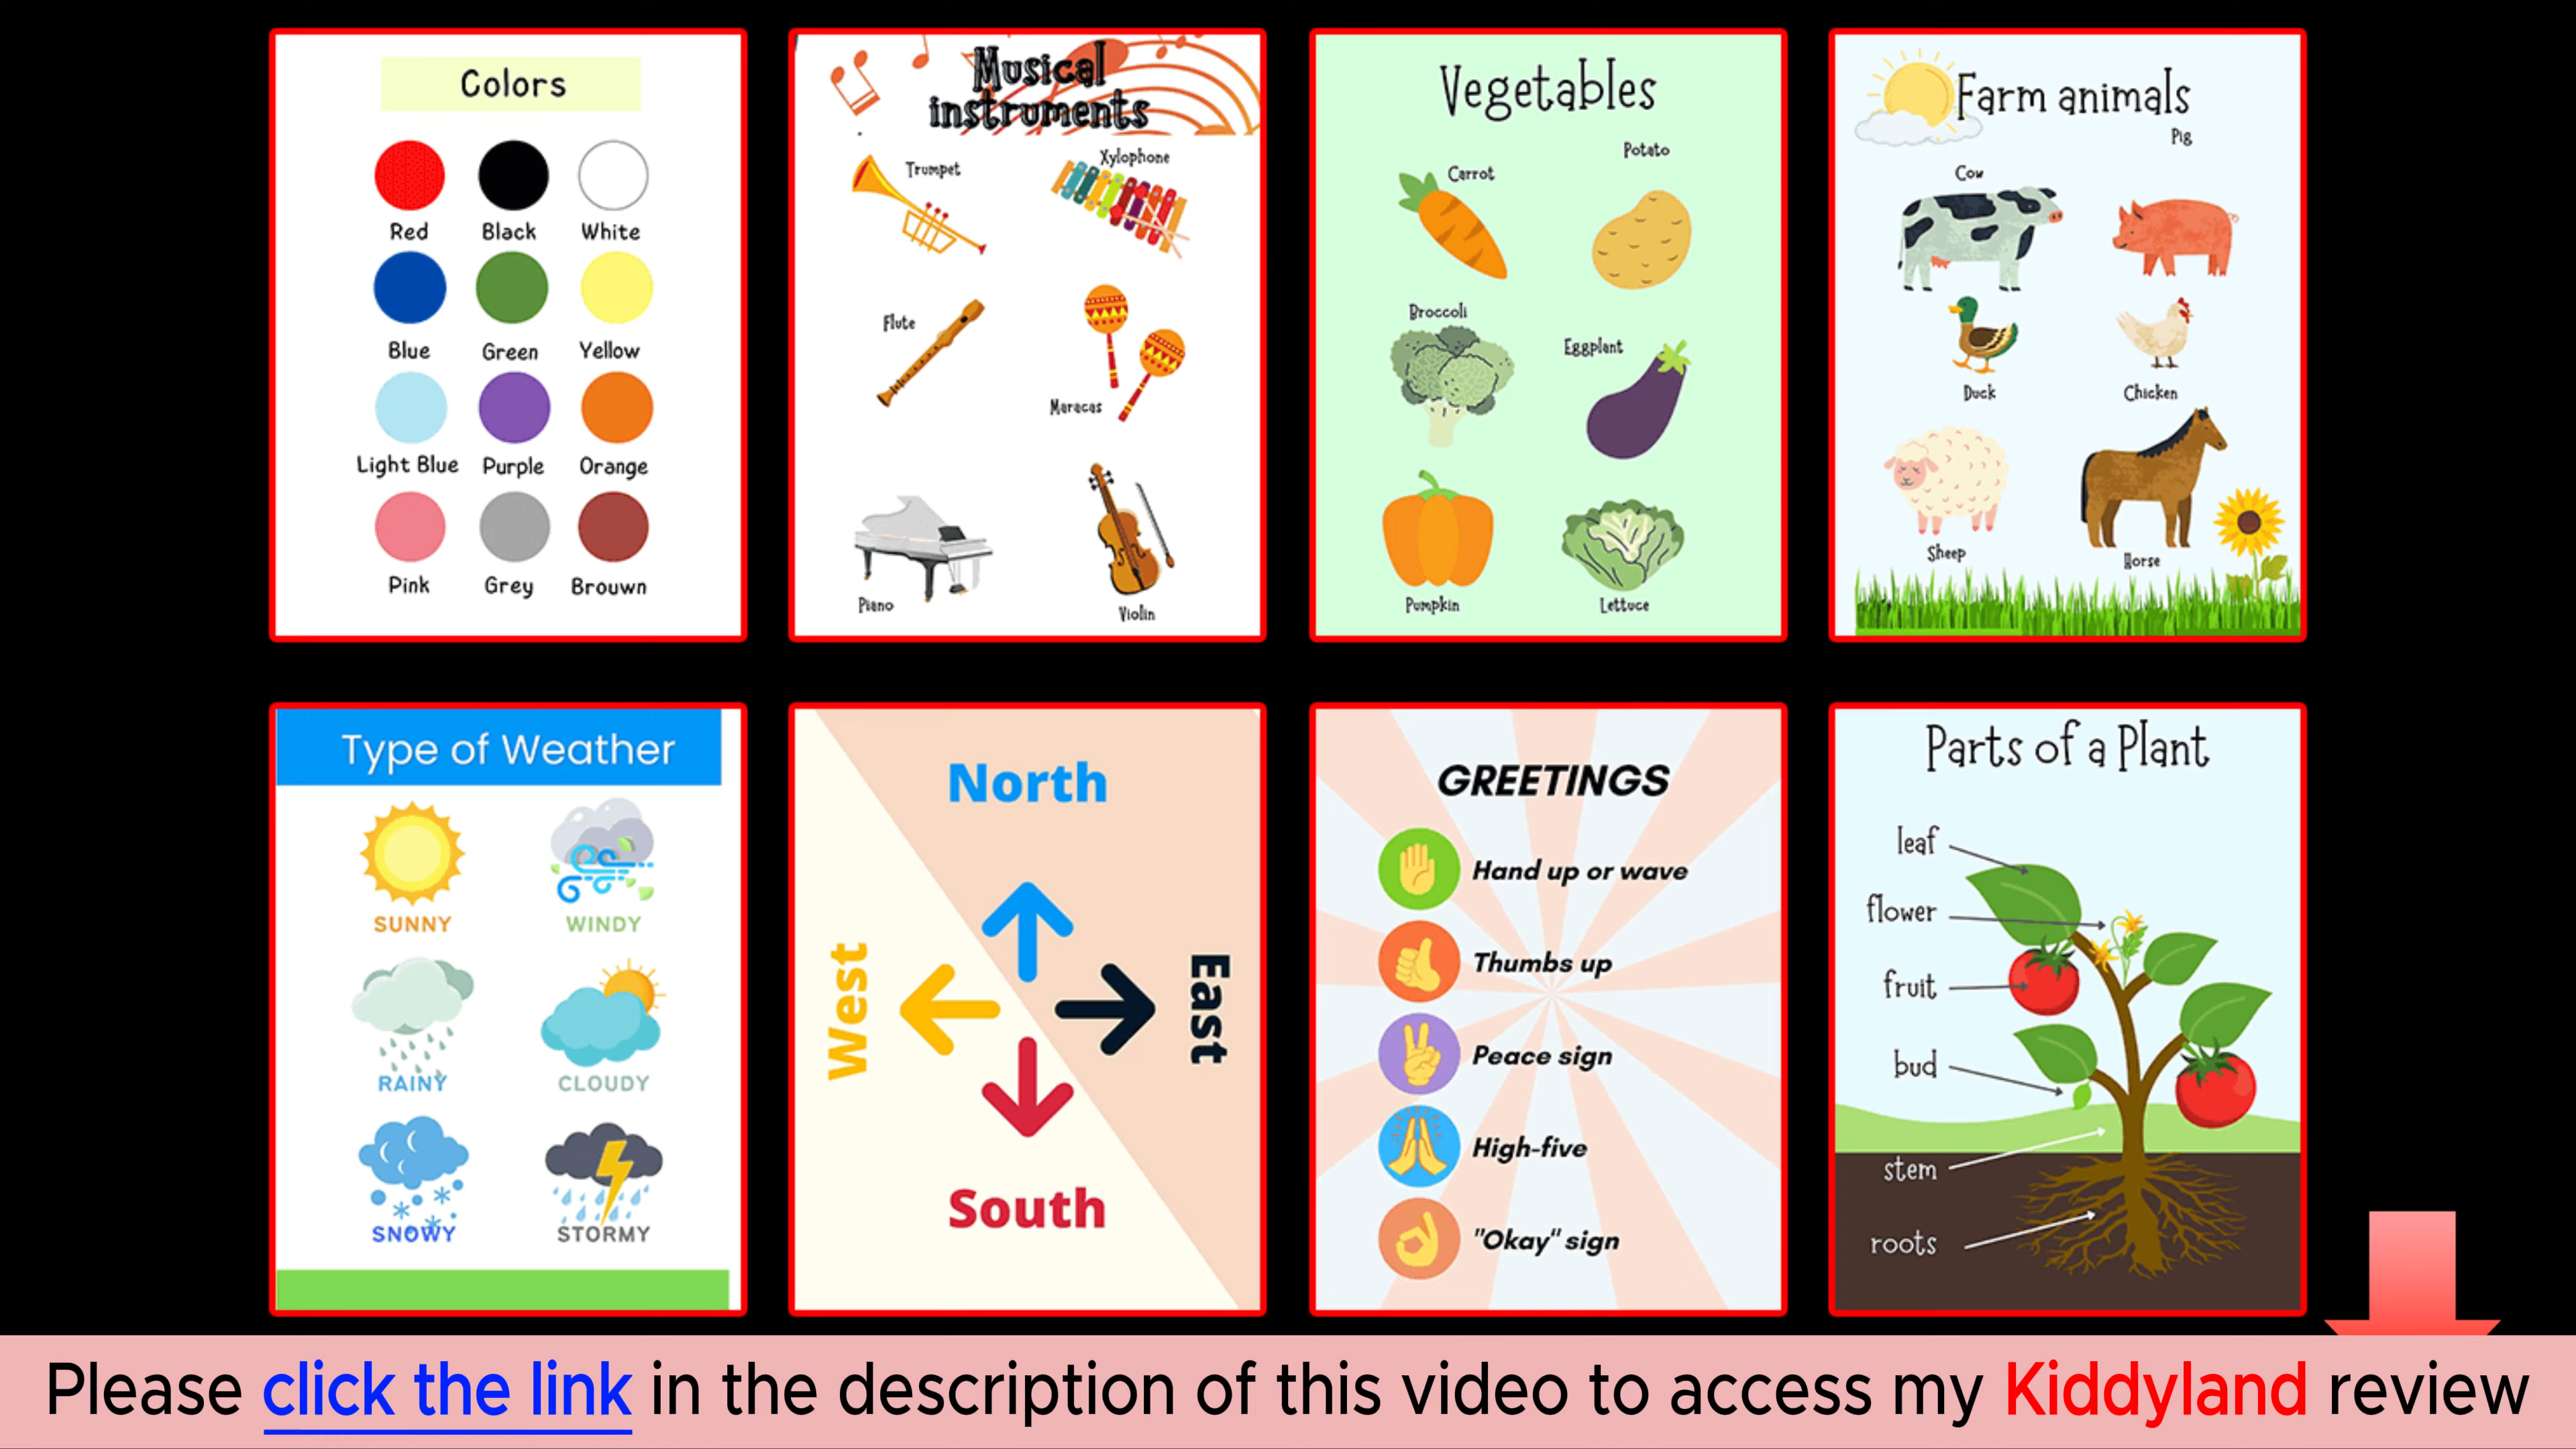 Colors
Red Black White
Blue Green Yellow
Light Blue Purple Orange
Pink Grey Brouwn
Musical
instruments
Trumpet
Xylophone
Flute
Maracas
Piano
Violin
Vegetables
Carrot
Potato
Broccoli
Eggplant
Pumpkin
Lettuce
Farm animals
Pig
Cow
Duck
Chicken
Sheep
Horse
Type of Weather
SUNNY WINDY
RAINY CLOUDY
SNOWY STORMY
North
West
East
South
GREETINGS
Hand up or wave
Thumbs up
Peace sign
High-five
"Okay" sign
Parts of a Plant
leaf
flower
fruit
bud
stem
roots
Please click the link in the description of this video to access my Kiddyland review